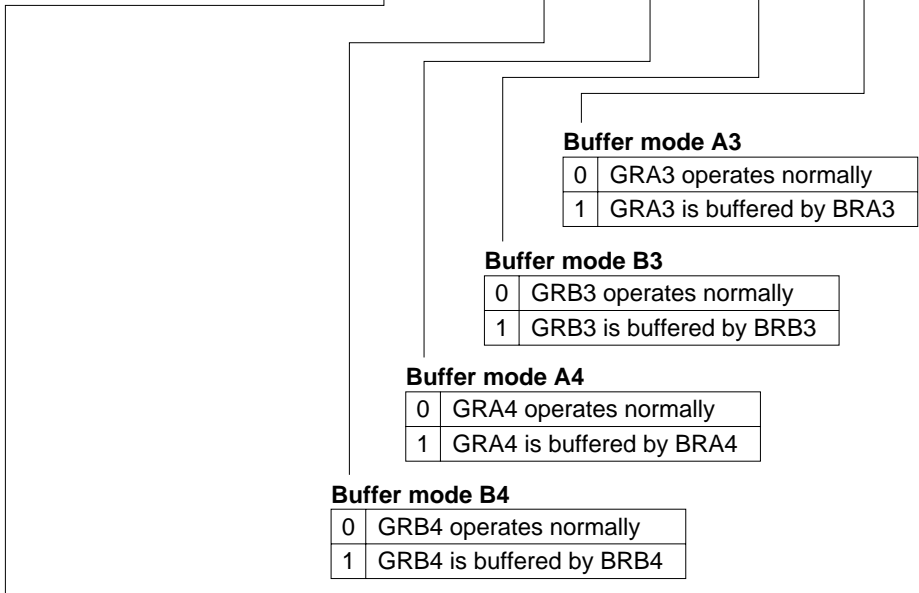 Buffer mode A3
0 GRA3 operates normally
1 GRA3 is buffered by BRA3
Buffer mode B3
0 GRB3 operates normally
1 GRB3 is buffered by BRB3
Buffer mode A4
0 GRA4 operates normally
1 GRA4 is buffered by BRA4
Buffer mode B4
0 GRB4 operates normally
1 GRB4 is buffered by BRB4